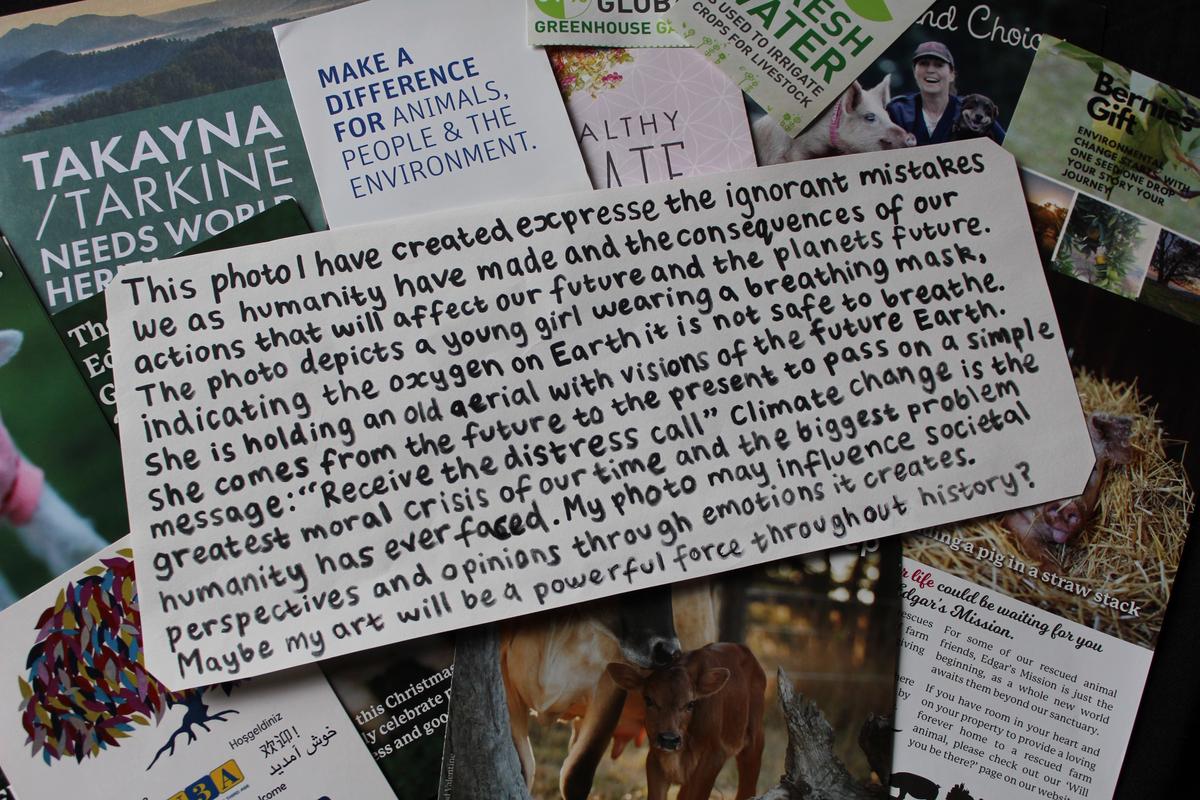 TAKAYNA
/TARKINE
NEEDS WORLD
MAKE A
DIFFERENCE
FOR ANIMALS,
PEOPLE & THE
ENVIRONMENT.
GREENHOUSE
WATER
USED TO IRRIGATE
CROPS FOR LIVESTOCK
Bernies
Gift
ENVIRONMENTAL
CHANGE STARTS WITH
ONE SEED ONE DROP
YOUR STORY YOUR
JOURNEY
This photo I have created excpresse the ignorant mistakes
we as humanity have made and the consequences of our
actions that will affect our future and the planets future.
The photo depicts a young girl wearing a breathing mask,
indicating the oxygen on Earth it is not safe to breathe.
She is holding an old aerial with visions of the future Earth.
She comes from the future to the present to pass on a simple
message: “Receive the distress call” Climate change is the
greatest moral crisis of our time and the biggest problem
humanity has ever faced. My photo may influence societal
perspectives and opinions through emotions it creates.
Maybe my art will be a powerful force throughout history?
a pig in a straw stack
life could be waiting for you
Edgar's Mission.
For some of our rescued animal
friends, Edgar's Mission is just the
beginning, as a whole new world
awaits them beyond our sanctuary.
If you have room in your heart and
on your property to provide a loving
forever home to a rescued farm
animal, please check out our ‘Will
you be there?’ page on our
this Christmas
celebrate
and
Hoşgeldiniz
欢迎!
خوش آمدید
U3A